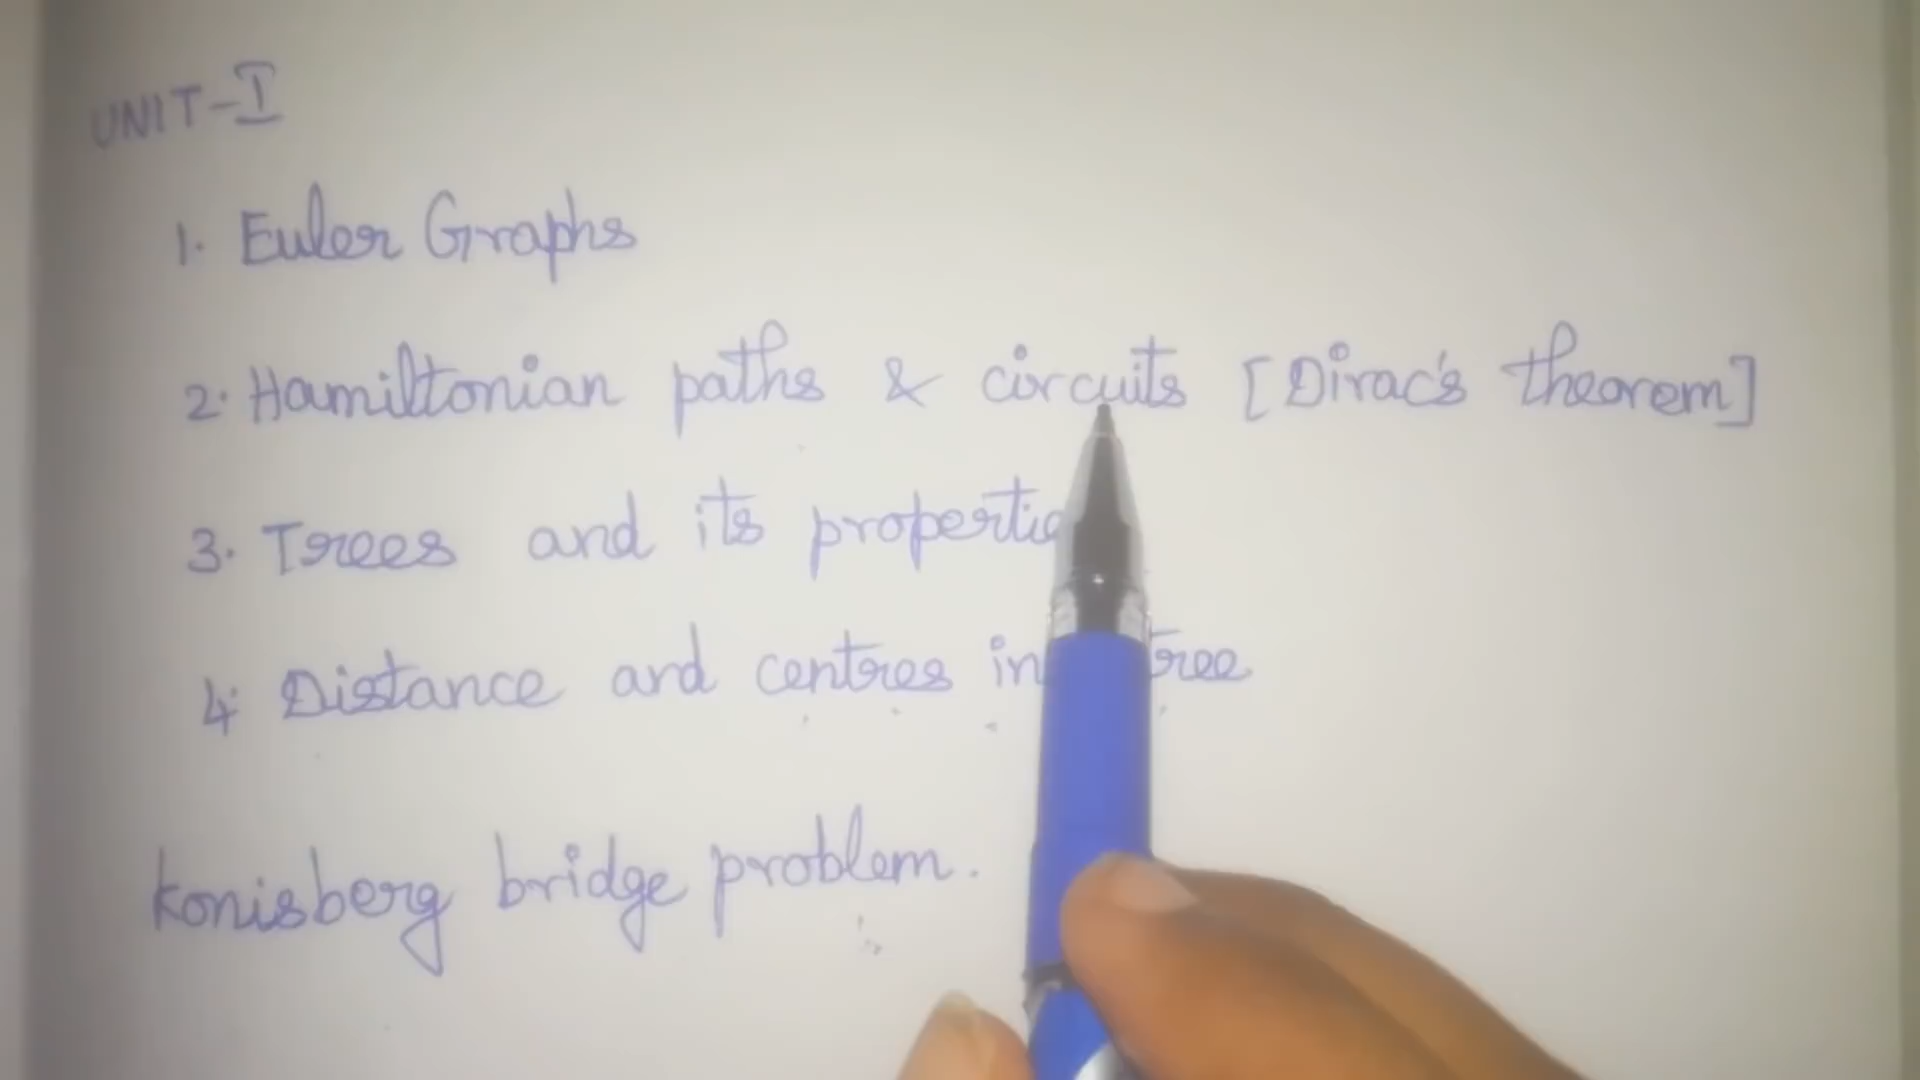 UNIT-I
1. Euler Graphs
2. Hamiltonian paths & circuits [Dirac's theorem]
3. Trees and its
4. Distance and centres in tree
Konisberg bridge problem.